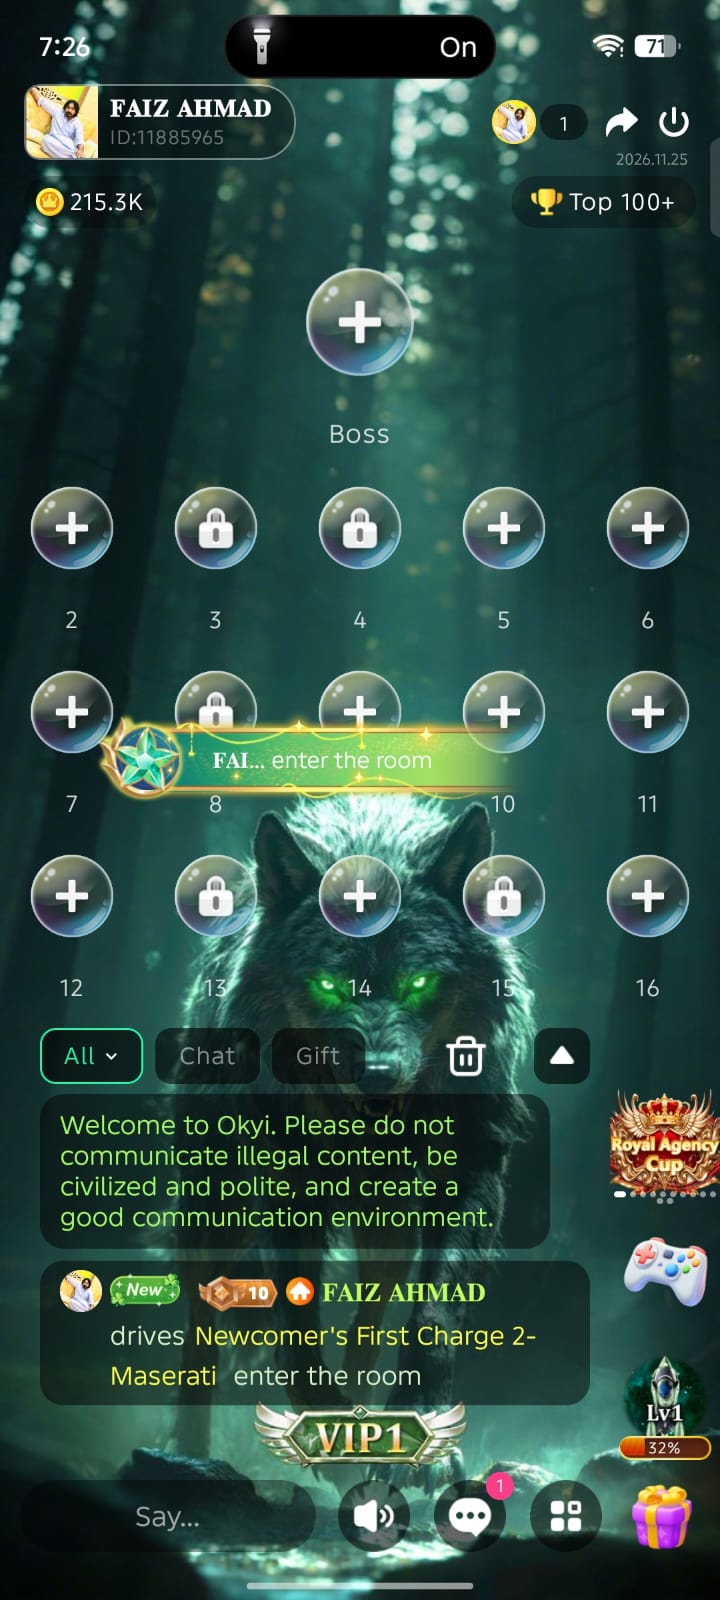 7:26
On
71
FAIZ AHMAD
ID:11885965
1
2026.11.25
215.3K
Top 100+
Boss
2
3
4
5
6
FAI... enter the room
7
8
10
11
12
13
14
15
16
All
Chat
Gift
Welcome to Okyi. Please do not
communicate illegal content, be
civilized and polite, and create a
good communication environment.
Royal Agency
Cup
New
10
FAIZ AHMAD
drives Newcomer's First Charge 2-
Maserati enter the room
Lv1
32%
VIP1
Say...
1